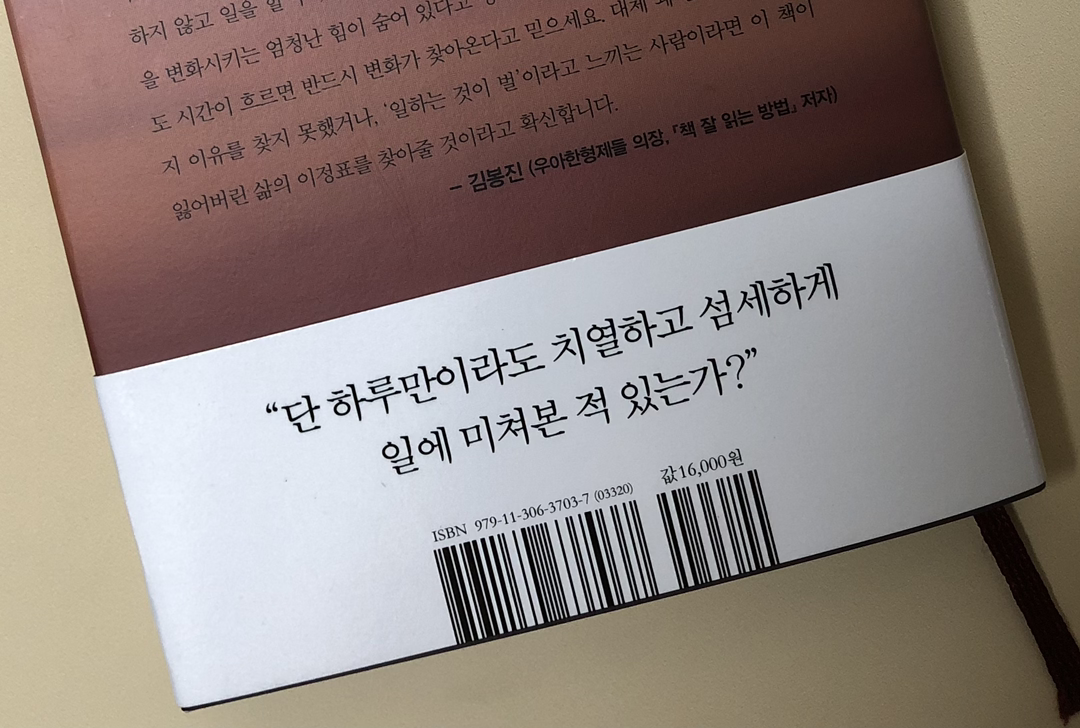 하지 않고 일을
을 변화시키는 엄청난 힘이 숨어 있다고
도 시간이 흐르면 반드시 변화가 찾아온다고 믿으세요. 대체
지 이유를 찾지 못했거나, ‘일하는 것이 벌’이라고 느끼는 사람이라면 이 책이
잃어버린 삶의 이정표를 찾아줄 것이라고 확신합니다.
– 김봉진 (우아한형제들 의장, 『책 잘 읽는 방법』 저자)
“단 하루만이라도 치열하고 섬세하게
일에 미쳐본 적 있는가?”
값16,000원
ISBN 979-11-306-3703-7 (03320)